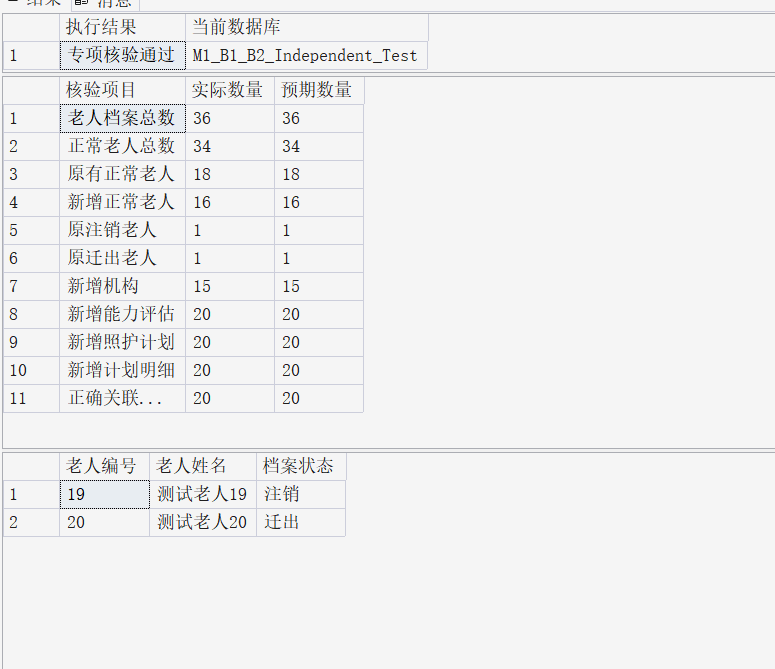 结果 消息
执行结果 当前数据库
1 专项核验通过 M1_B1_B2_Independent_Test
核验项目 实际数量 预期数量
1 老人档案总数 36 36
2 正常老人总数 34 34
3 原有正常老人 18 18
4 新增正常老人 16 16
5 原注销老人 1 1
6 原迁出老人 1 1
7 新增机构 15 15
8 新增能力评估 20 20
9 新增照护计划 20 20
10 新增计划明细 20 20
11 正确关联... 20 20
老人编号 老人姓名 档案状态
1 19 测试老人19 注销
2 20 测试老人20 迁出